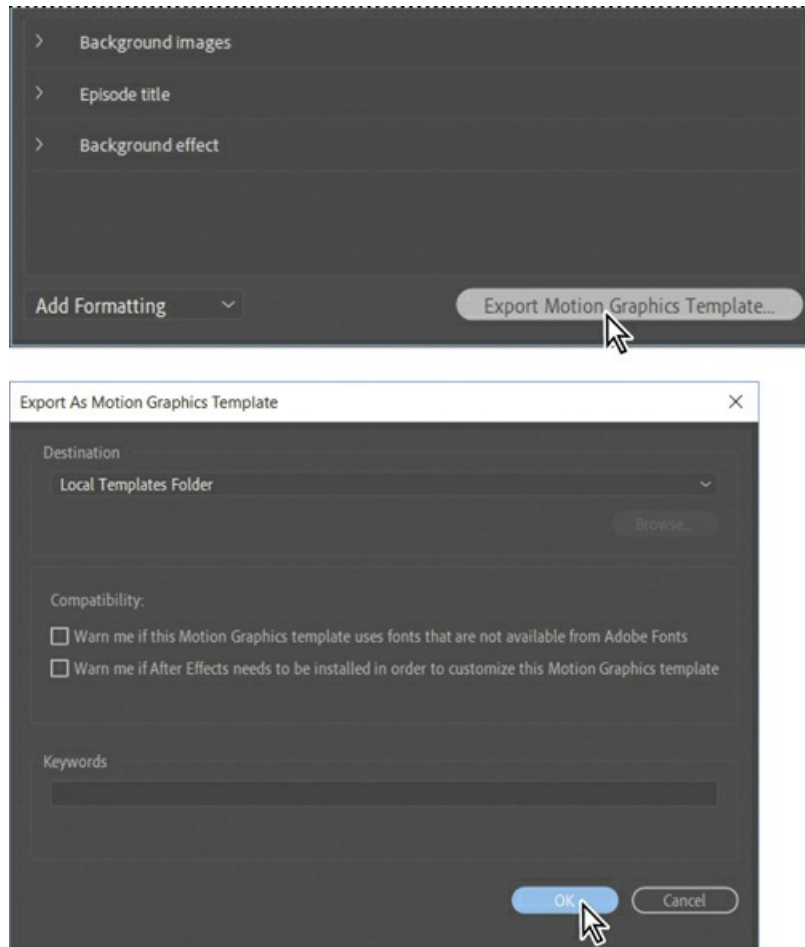 Background images
Episode title
Background effect
Add Formatting
Export Motion Graphics Template...
Export As Motion Graphics Template
Destination
Local Templates Folder
Browse...
Compatibility:
Warn me if this Motion Graphics template uses fonts that are not available from Adobe Fonts
Warn me if After Effects needs to be installed in order to customize this Motion Graphics template
Keywords
OK
Cancel